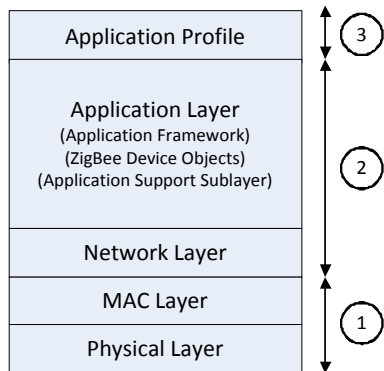 Application Profile
3
Application Layer
(Application Framework)
(ZigBee Device Objects)
(Application Support Sublayer)
2
Network Layer
MAC Layer
1
Physical Layer